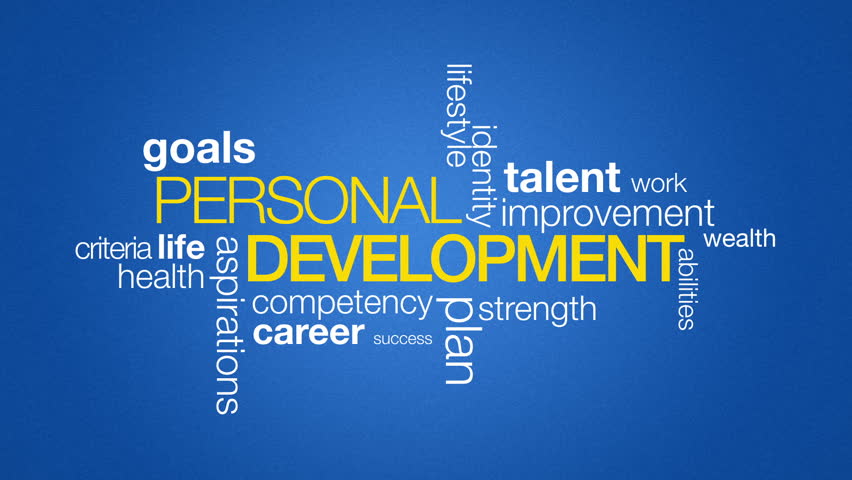 lifestyle
identity
goals
talent
work
PERSONAL
improvement
wealth
criteria
life
DEVELOPMENT
health
aspirations
abilities
competency
plan
strength
career
success